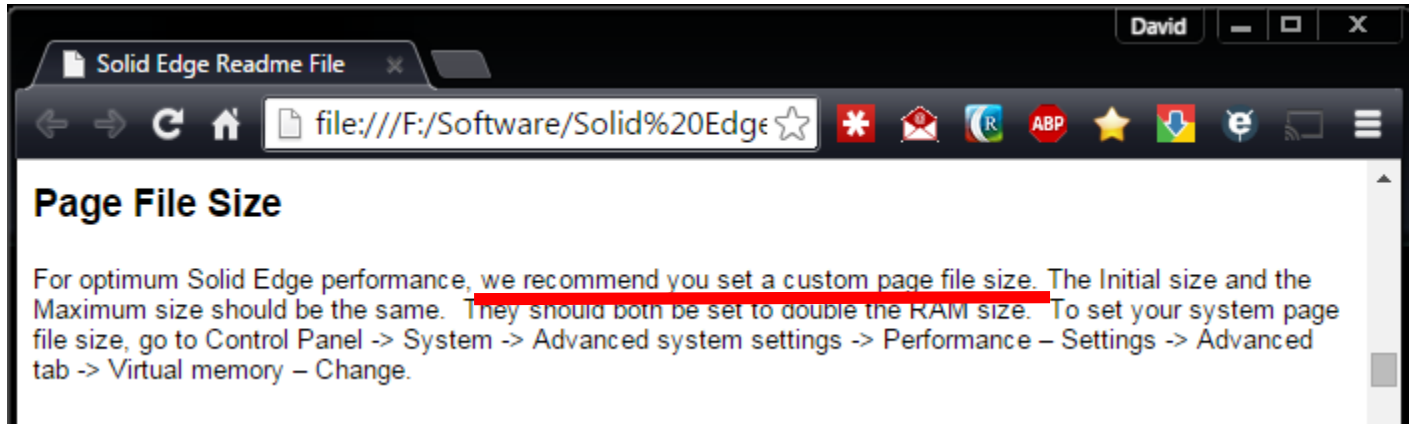 David
Solid Edge Readme File
file:///F:/Software/Solid%20Edge
R
ABP
Page File Size
For optimum Solid Edge performance, we recommend you set a custom page file size. The Initial size and the
Maximum size should be the same. They should both be set to double the RAM size. To set your system page
file size, go to Control Panel -> System -> Advanced system settings -> Performance – Settings -> Advanced
tab -> Virtual memory – Change.